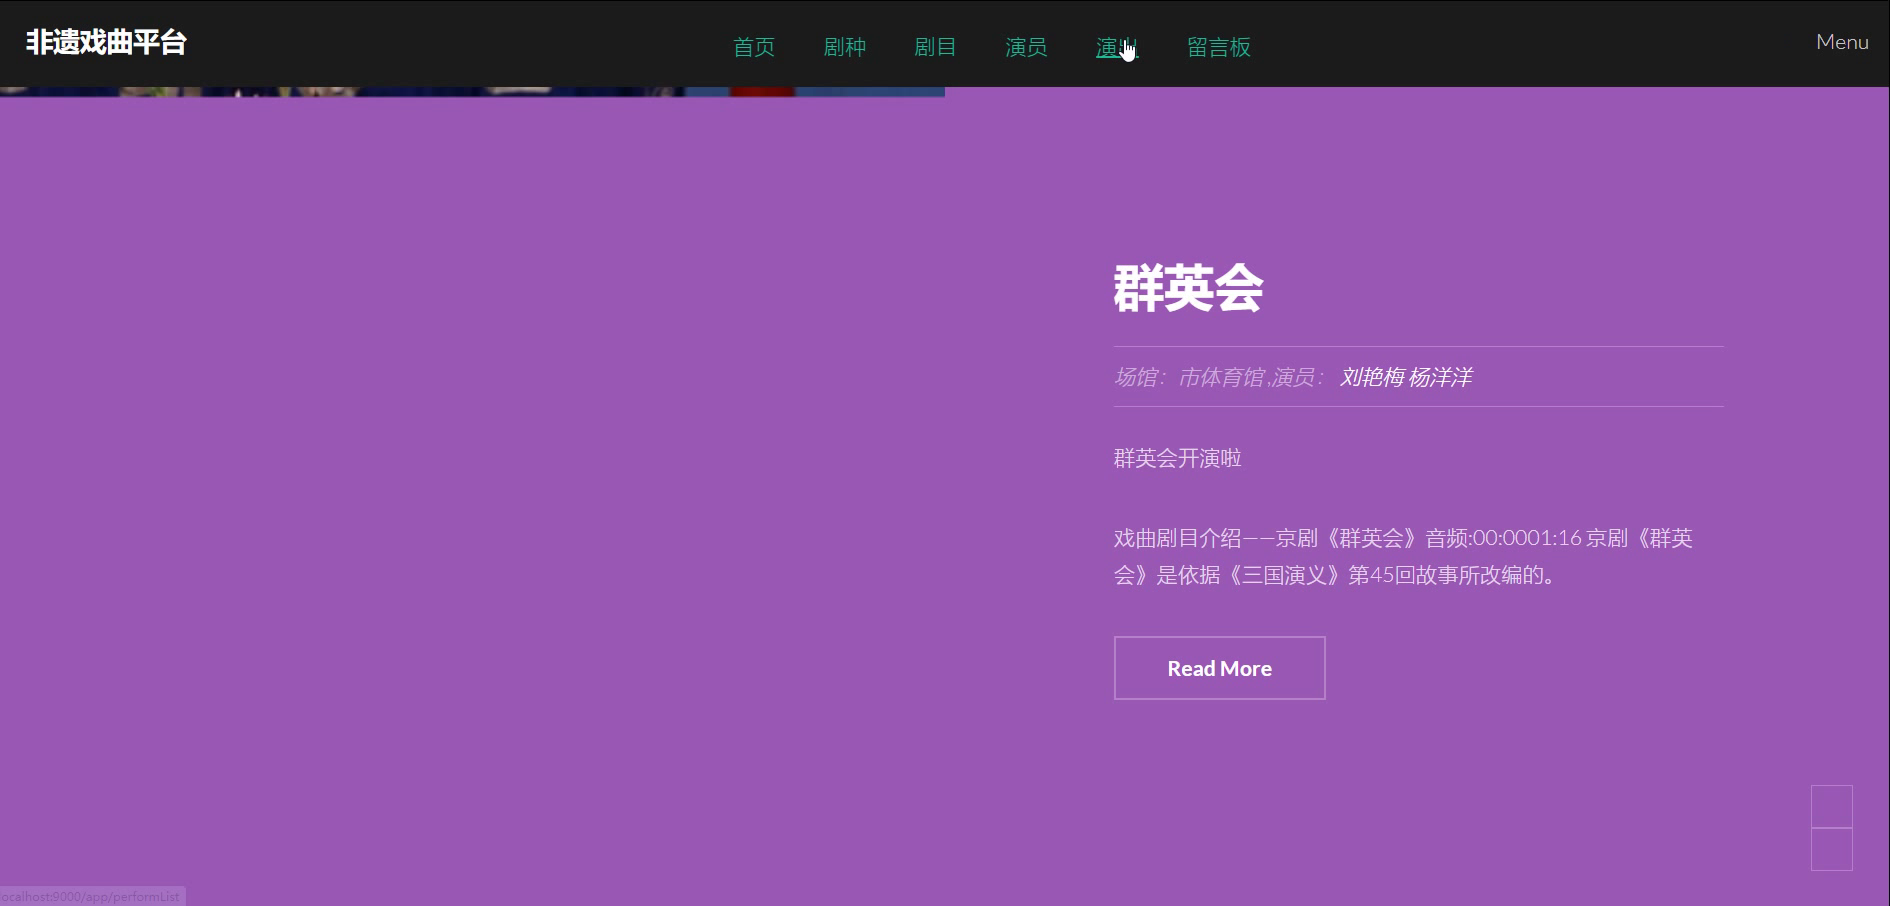 非遗戏曲平台
首页 剧种 剧目 演员 演出 留言板
Menu
群英会
场馆：市体育馆 ,演员： 刘艳梅 杨洋洋
群英会开演啦
戏曲剧目介绍——京剧《群英会》音频:00:0001:16 京剧《群英
会》是依据《三国演义》第45回故事所改编的。
Read More
ocalhost:9000/app/performList